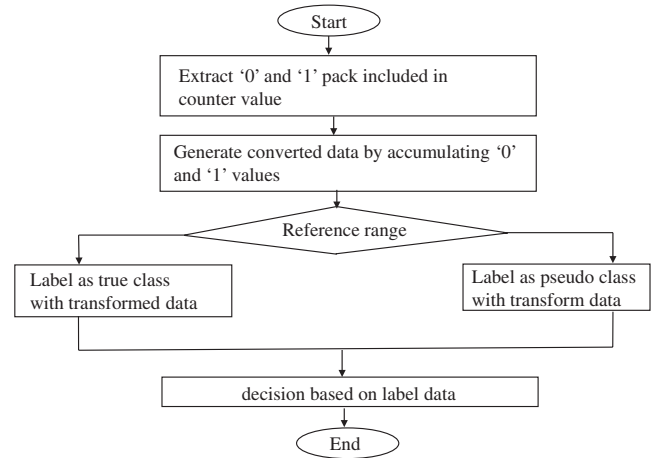 Start
Extract ‘0’ and ‘1’ pack included in
counter value
Generate converted data by accumulating ‘0’
and ‘1’ values
Reference range
Label as true class
with transformed data
Label as pseudo class
with transform data
decision based on label data
End